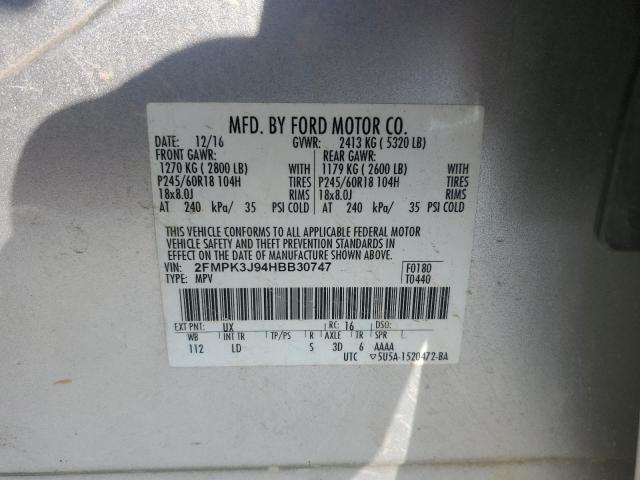 MFD. BY FORD MOTOR CO.
DATE: 12/16 GVWR: 2413 KG ( 5320 LB)
FRONT GAWR: REAR GAWR:
1270 KG ( 2800 LB) WITH 1179 KG ( 2600 LB) WITH
P245/60R18 104H TIRES P245/60R18 104H TIRES
18x8.0J RIMS 18x8.0J RIMS
AT 240 kPa/ 35 PSI COLD AT 240 kPa/ 35 PSI COLD
THIS VEHICLE CONFORMS TO ALL APPLICABLE FEDERAL MOTOR
VEHICLE SAFETY AND THEFT PREVENTION STANDARDS IN
EFFECT ON THE DATE OF MANUFACTURE SHOWN ABOVE.
VIN: 2FMPK3J94HBB30747 F0180
TYPE: MPV T0440
EXT PNT: UX RC: 16 DSO:
WB INT TR TP/PS R AXLE TR SPR
112 LD S 3D 6 AAAA
UTC ▽5U5A-1520472-BA